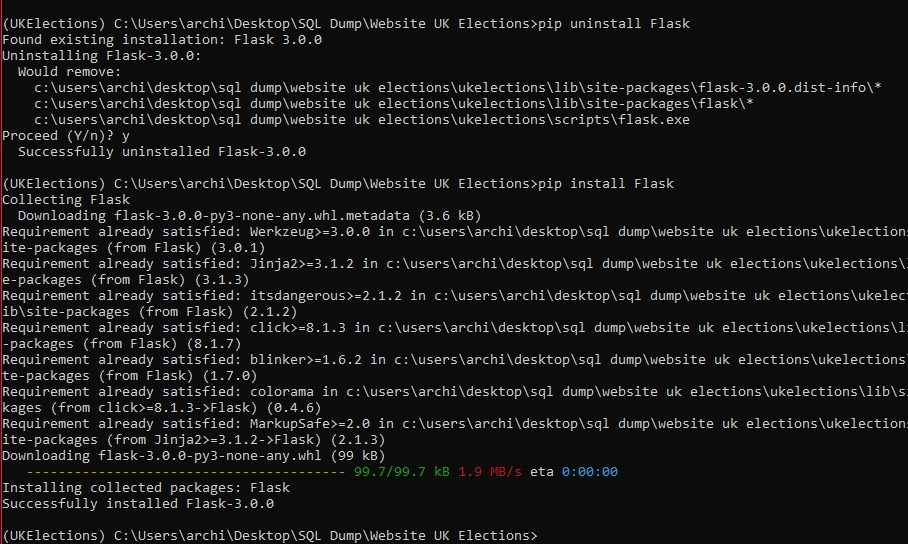 (UKElections) C:\Users\archi\Desktop\SQL Dump\Website UK Elections>pip uninstall Flask
Found existing installation: Flask 3.0.0
Uninstalling Flask-3.0.0:
  Would remove:
    c:\users\archi\desktop\sql dump\website uk elections\ukelections\lib\site-packages\flask-3.0.0.dist-info\*
    c:\users\archi\desktop\sql dump\website uk elections\ukelections\lib\site-packages\flask\*
    c:\users\archi\desktop\sql dump\website uk elections\ukelections\scripts\flask.exe
Proceed (Y/n)? y
  Successfully uninstalled Flask-3.0.0
(UKElections) C:\Users\archi\Desktop\SQL Dump\Website UK Elections>pip install Flask
Collecting Flask
  Downloading flask-3.0.0-py3-none-any.whl.metadata (3.6 kB)
Requirement already satisfied: Werkzeug>=3.0.0 in c:\users\archi\desktop\sql dump\website uk elections\ukelections
ite-packages (from Flask) (3.0.1)
Requirement already satisfied: Jinja2>=3.1.2 in c:\users\archi\desktop\sql dump\website uk elections\ukelections\
e-packages (from Flask) (3.1.3)
Requirement already satisfied: itsdangerous>=2.1.2 in c:\users\archi\desktop\sql dump\website uk elections\ukelec
ib\site-packages (from Flask) (2.1.2)
Requirement already satisfied: click>=8.1.3 in c:\users\archi\desktop\sql dump\website uk elections\ukelections\l
-packages (from Flask) (8.1.7)
Requirement already satisfied: blinker>=1.6.2 in c:\users\archi\desktop\sql dump\website uk elections\ukelections
te-packages (from Flask) (1.7.0)
Requirement already satisfied: colorama in c:\users\archi\desktop\sql dump\website uk elections\ukelections\lib\s
kages (from click>=8.1.3->Flask) (0.4.6)
Requirement already satisfied: MarkupSafe>=2.0 in c:\users\archi\desktop\sql dump\website uk elections\ukelections
ite-packages (from Jinja2>=3.1.2->Flask) (2.1.3)
Downloading flask-3.0.0-py3-none-any.whl (99 kB)
   ---------------------------------------- 99.7/99.7 kB 1.9 MB/s eta 0:00:00
Installing collected packages: Flask
Successfully installed Flask-3.0.0
(UKElections) C:\Users\archi\Desktop\SQL Dump\Website UK Elections>